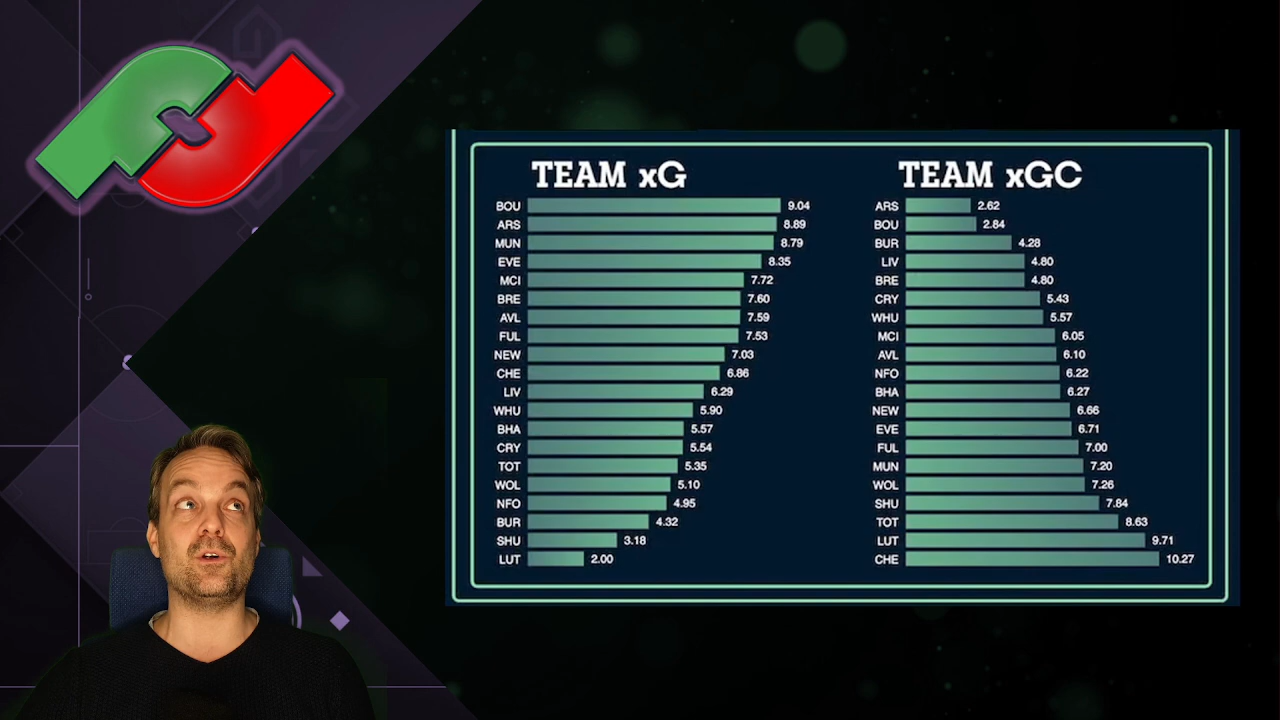 TEAM xG
BOU 9.04
ARS 8.89
MUN 8.79
EVE 8.35
MCI 7.72
BRE 7.60
AVL 7.59
FUL 7.53
NEW 7.03
CHE 6.86
LIV 6.29
WHU 5.90
BHA 5.57
CRY 5.54
TOT 5.35
WOL 5.10
NFO 4.95
BUR 4.32
SHU 3.18
LUT 2.00
TEAM xGC
ARS 2.62
BOU 2.84
BUR 4.28
LIV 4.80
BRE 4.80
CRY 5.43
WHU 5.57
MCI 6.05
AVL 6.10
NFO 6.22
BHA 6.27
NEW 6.66
EVE 6.71
FUL 7.00
MUN 7.20
WOL 7.26
SHU 7.84
TOT 8.63
LUT 9.71
CHE 10.27